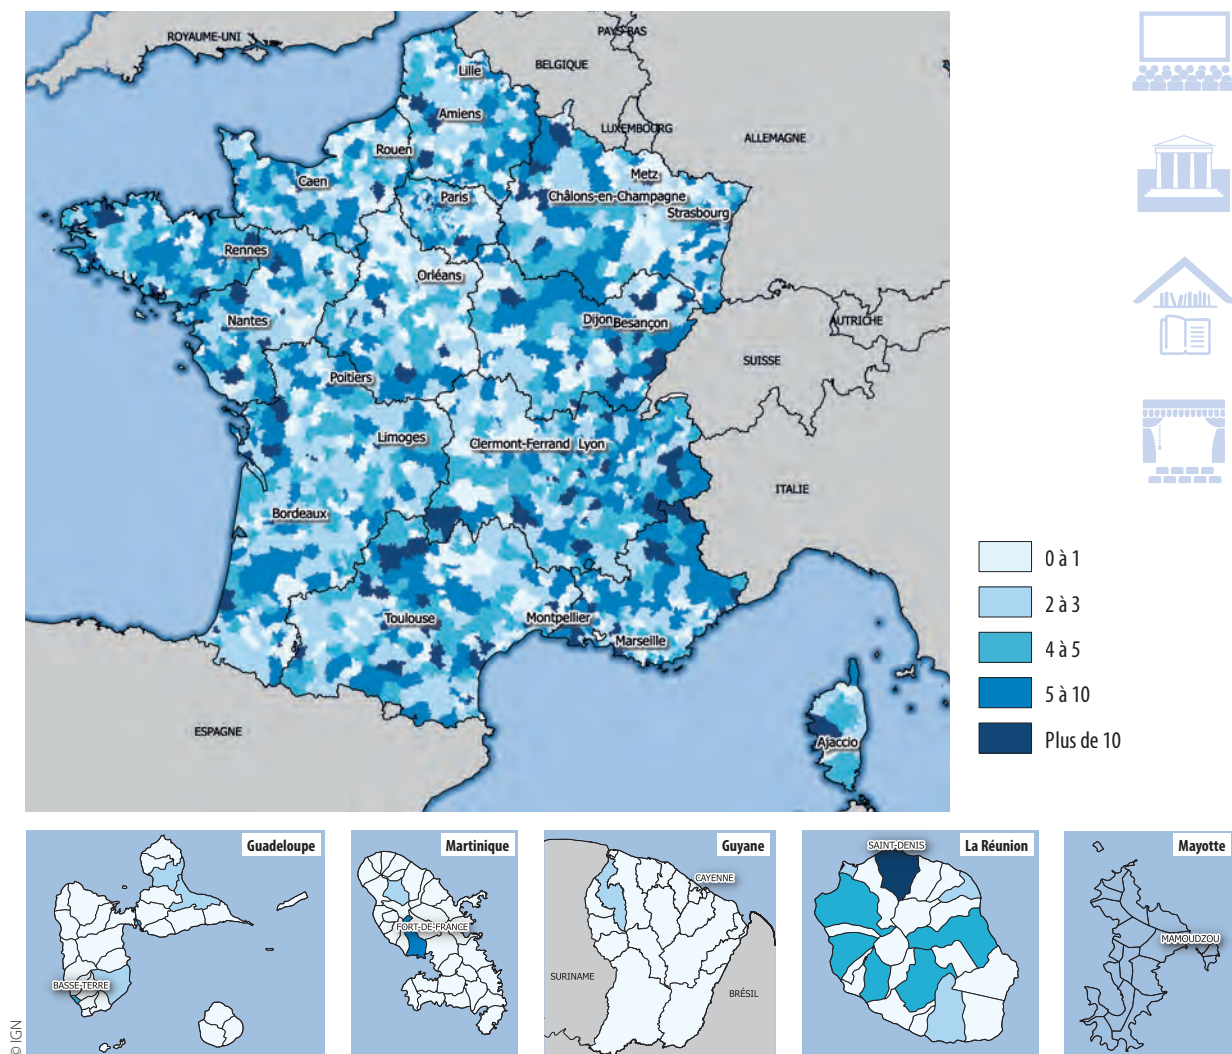 ROYAUME-UNI
PAYS-BAS
BELGIQUE
Lille
LUXEMBOURG
ALLEMAGNE
Amiens
Rouen
Metz
Caen
Paris
Châlons-en-Champagne
Strasbourg
Rennes
Orléans
Nantes
Dijon
Besançon
AUTRICHE
SUISSE
Poitiers
Limoges
Clermont-Ferrand
Lyon
ITALIE
Bordeaux
Toulouse
Montpellier
Marseille
ESPAGNE
Ajaccio
0 à 1
2 à 3
4 à 5
5 à 10
Plus de 10
Guadeloupe
BASSE-TERRE
Martinique
FORT-DE-FRANCE
Guyane
CAYENNE
SURINAME
BRÉSIL
La Réunion
SAINT-DENIS
Mayotte
MAMOUDZOU
© IGN